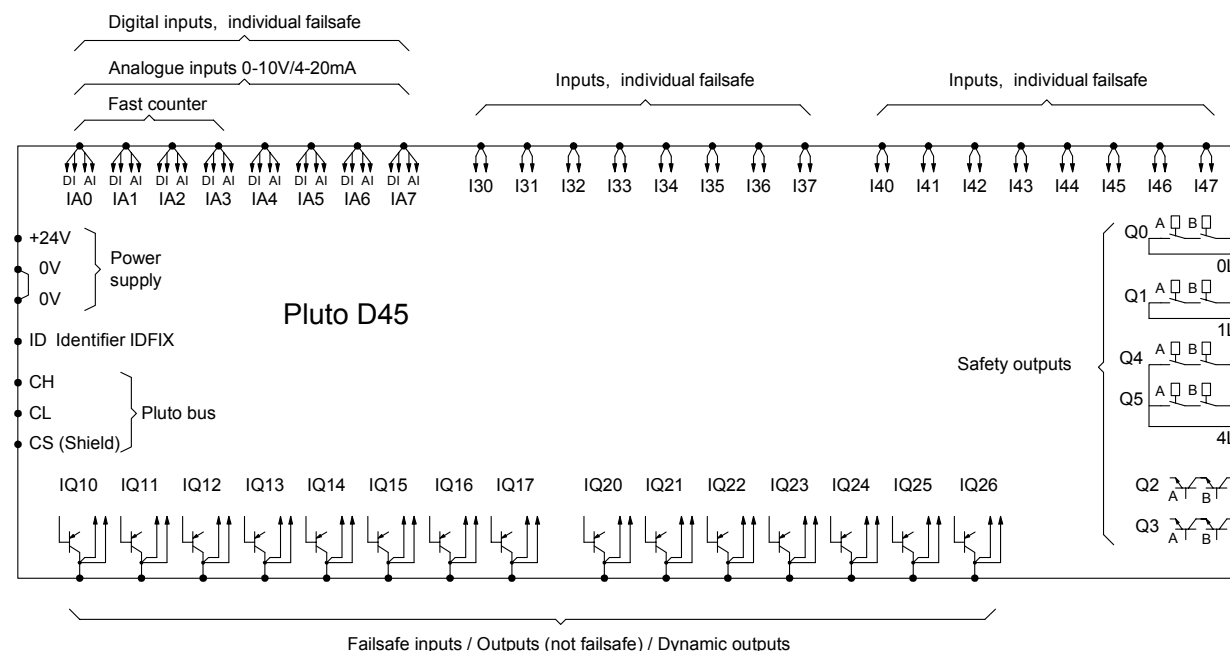 Digital inputs, individual failsafe
Analogue inputs 0-10V/4-20mA
Fast counter
Inputs, individual failsafe
Inputs, individual failsafe
DI AI DI AI DI AI DI AI DI AI DI AI DI AI DI AI
IA0 IA1 IA2 IA3 IA4 IA5 IA6 IA7
I30 I31 I32 I33 I34 I35 I36 I37
I40 I41 I42 I43 I44 I45 I46 I47
+24V
0V
0V
Power
supply
Pluto D45
ID Identifier IDFIX
CH
CL
CS (Shield)
Pluto bus
Safety outputs
Q0 A B
0L
Q1 A B
1L
Q4 A B
Q5 A B
4L
Q2 A B
Q3 A B
IQ10 IQ11 IQ12 IQ13 IQ14 IQ15 IQ16 IQ17 IQ20 IQ21 IQ22 IQ23 IQ24 IQ25 IQ26
Failsafe inputs / Outputs (not failsafe) / Dynamic outputs